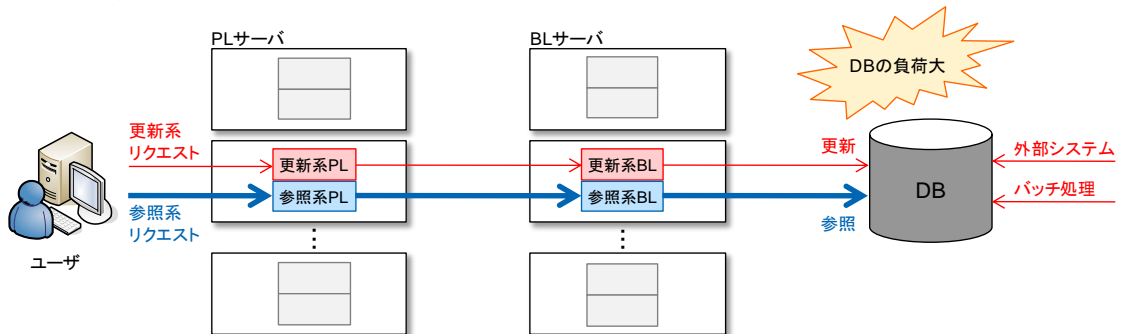 PLサーバ
BLサーバ
DBの負荷大
更新系
リクエスト
更新系PL
更新系BL
更新
外部システム
参照系PL
参照系BL
DB
バッチ処理
参照系
リクエスト
参照
ユーザ
⋮
⋮